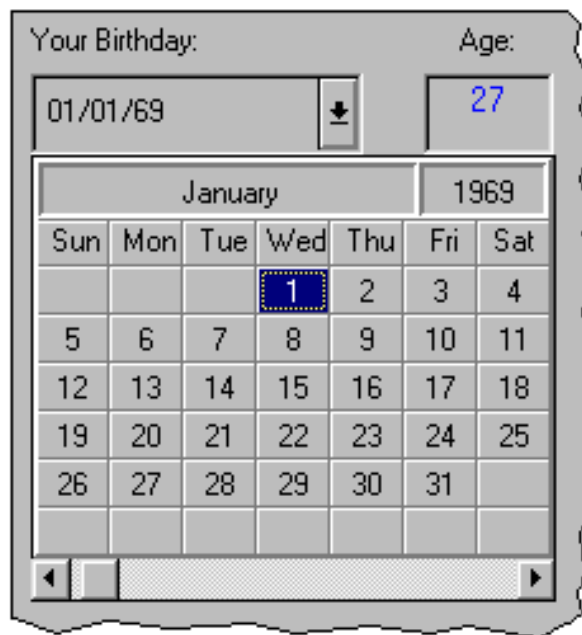 Your Birthday: Age:
01/01/69 27
January 1969
Sun Mon Tue Wed Thu Fri Sat
1 2 3 4
5 6 7 8 9 10 11
12 13 14 15 16 17 18
19 20 21 22 23 24 25
26 27 28 29 30 31